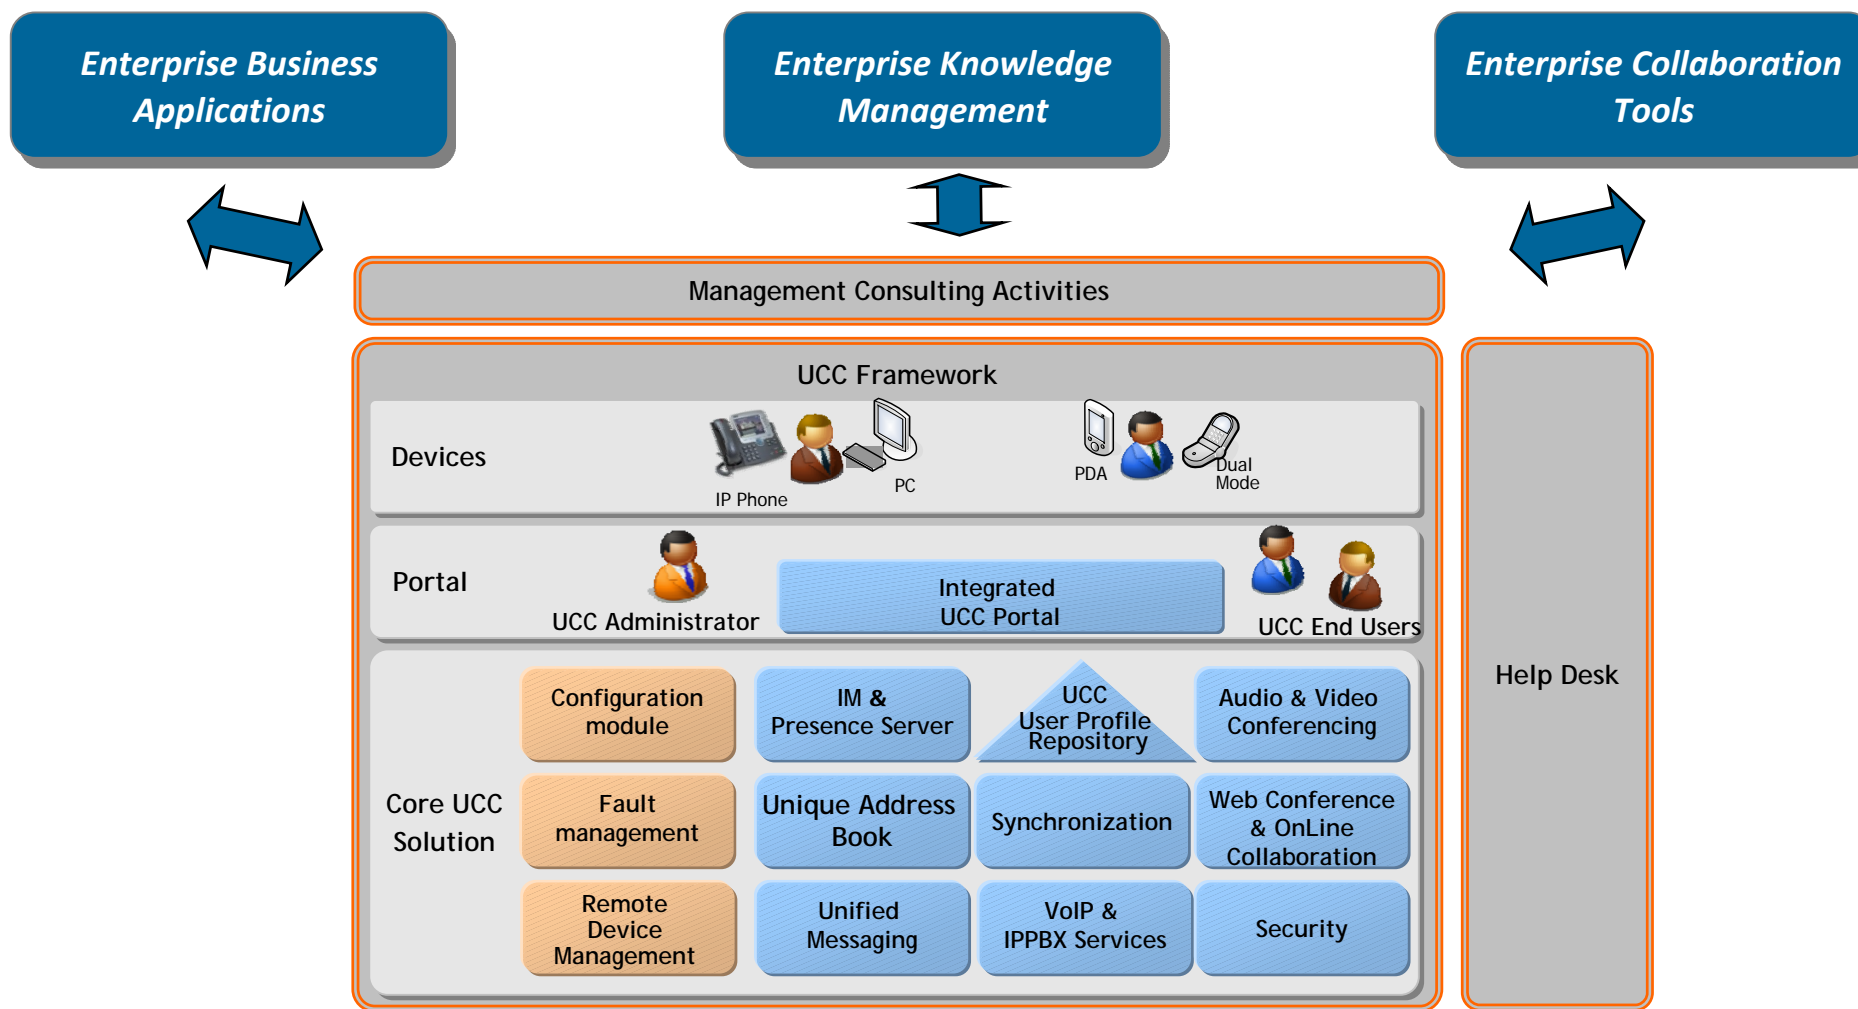 Enterprise Business
Applications
Enterprise Knowledge
Management
Enterprise Collaboration
Tools
Management Consulting Activities
UCC Framework
Devices
IP Phone
PC
PDA
Dual
Mode
Portal
UCC Administrator
Integrated
UCC Portal
UCC End Users
Core UCC
Solution
Configuration
module
IM &
Presence Server
UCC
User Profile
Repository
Audio & Video
Conferencing
Fault
management
Unique Address
Book
Synchronization
Web Conference
& OnLine
Collaboration
Remote
Device
Management
Unified
Messaging
VoIP &
IPPBX Services
Security
Help Desk